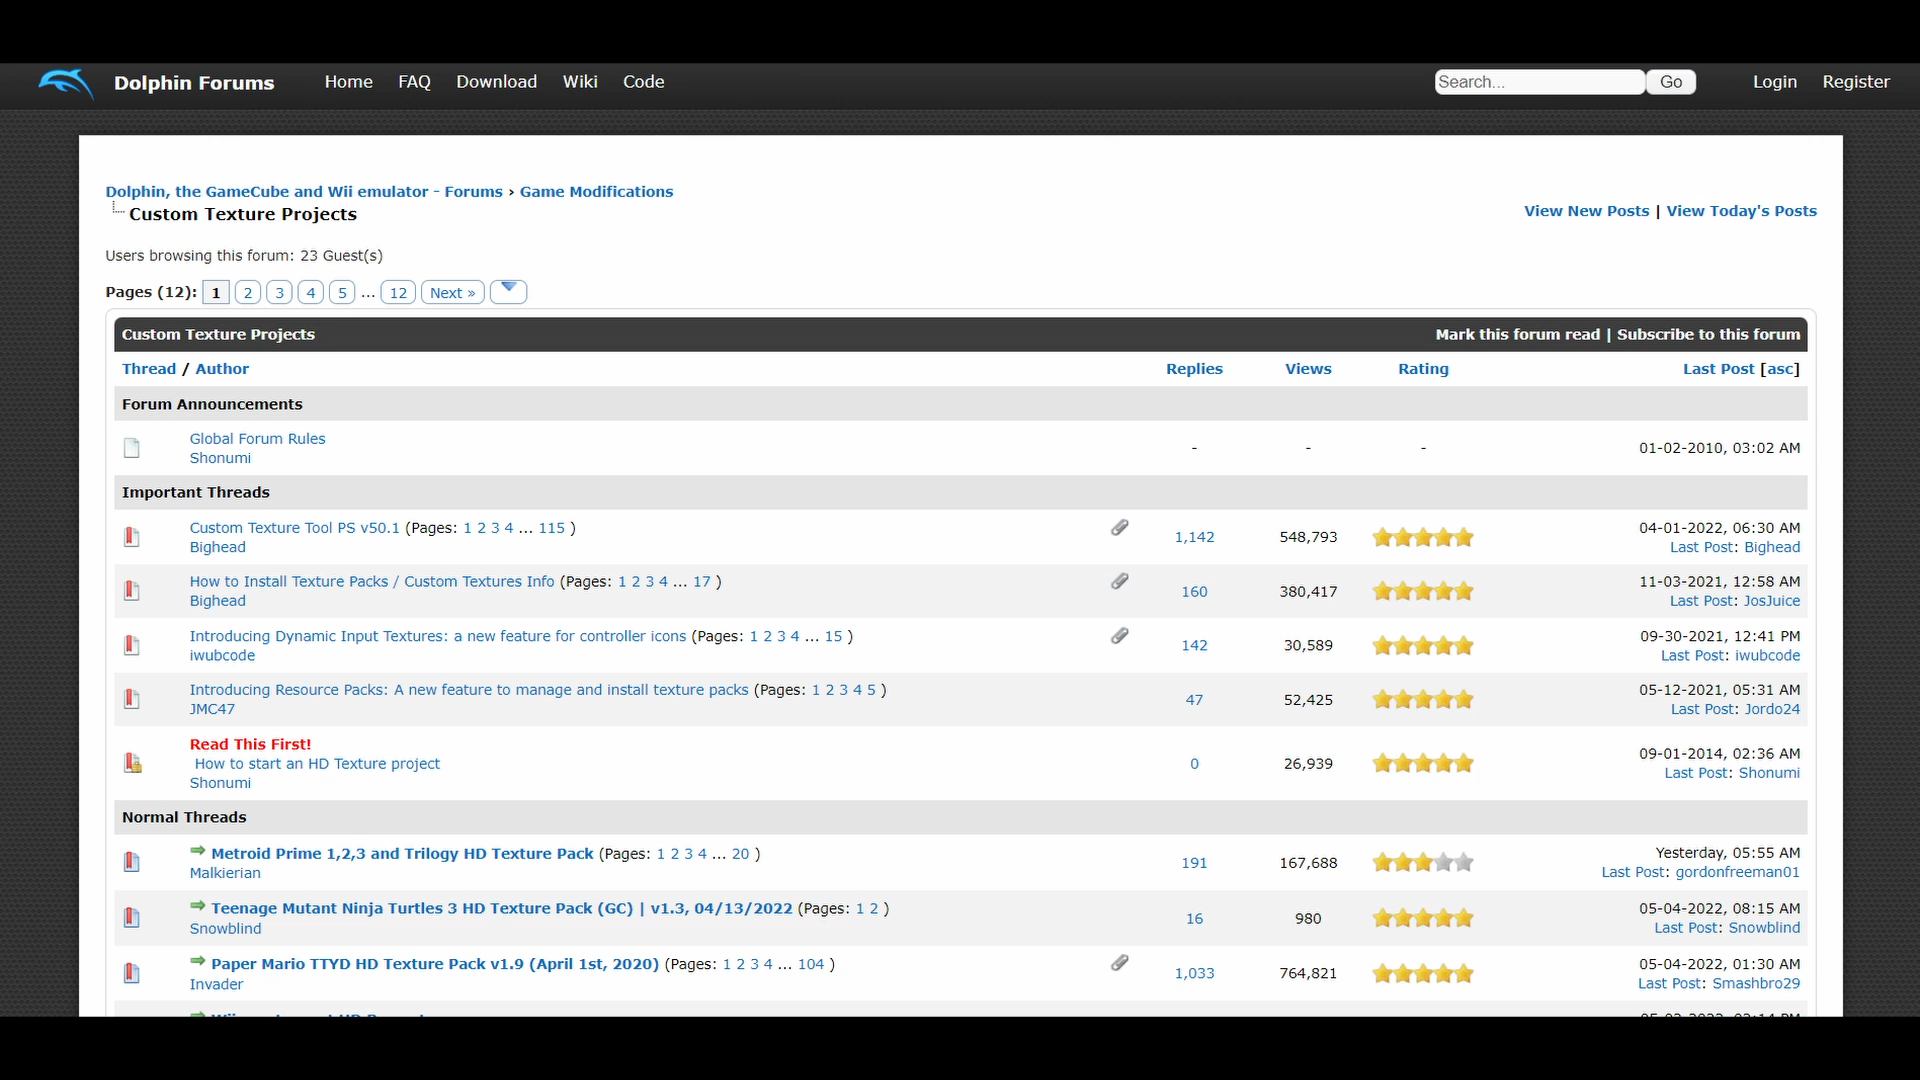 Dolphin Forums Home FAQ Download Wiki Code Search... Go Login Register
Dolphin, the GameCube and Wii emulator - Forums › Game Modifications
Custom Texture Projects
View New Posts | View Today's Posts
Users browsing this forum: 23 Guest(s)
Pages (12): 1 2 3 4 5 ... 12 Next »
Custom Texture Projects Mark this forum read | Subscribe to this forum
Thread / Author Replies Views Rating Last Post [asc]
Forum Announcements
Global Forum Rules
Shonumi
- - - 01-02-2010, 03:02 AM
Important Threads
Custom Texture Tool PS v50.1 (Pages: 1 2 3 4 ... 115 )
Bighead
1,142 548,793
04-01-2022, 06:30 AM
Last Post: Bighead
How to Install Texture Packs / Custom Textures Info (Pages: 1 2 3 4 ... 17 )
Bighead
160 380,417
11-03-2021, 12:58 AM
Last Post: JosJuice
Introducing Dynamic Input Textures: a new feature for controller icons (Pages: 1 2 3 4 ... 15 )
iwubcode
142 30,589
09-30-2021, 12:41 PM
Last Post: iwubcode
Introducing Resource Packs: A new feature to manage and install texture packs (Pages: 1 2 3 4 5 )
JMC47
47 52,425
05-12-2021, 05:31 AM
Last Post: Jordo24
Read This First!
How to start an HD Texture project
Shonumi
0 26,939
09-01-2014, 02:36 AM
Last Post: Shonumi
Normal Threads
Metroid Prime 1,2,3 and Trilogy HD Texture Pack (Pages: 1 2 3 4 ... 20 )
Malkierian
191 167,688
Yesterday, 05:55 AM
Last Post: gordonfreeman01
Teenage Mutant Ninja Turtles 3 HD Texture Pack (GC) | v1.3, 04/13/2022 (Pages: 1 2 )
Snowblind
16 980
05-04-2022, 08:15 AM
Last Post: Snowblind
Paper Mario TTYD HD Texture Pack v1.9 (April 1st, 2020) (Pages: 1 2 3 4 ... 104 )
Invader
1,033 764,821
05-04-2022, 01:30 AM
Last Post: Smashbro29